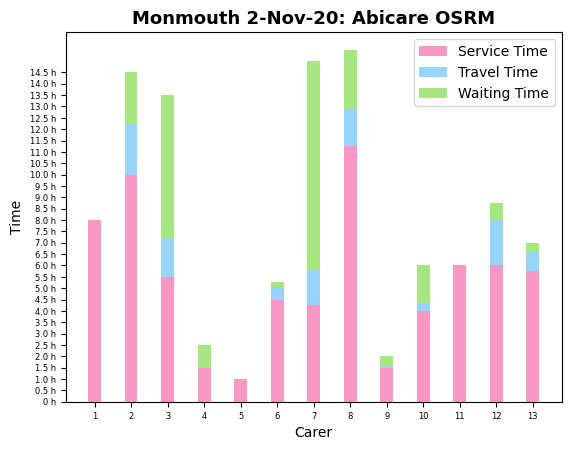 Monmouth 2-Nov-20: Abicare OSRM
Service Time
Travel Time
Waiting Time
14.5 h
14.0 h
13.5 h
13.0 h
12.5 h
12.0 h
11.5 h
11.0 h
10.5 h
10.0 h
9.5 h
9.0 h
8.5 h
8.0 h
7.5 h
7.0 h
6.5 h
6.0 h
5.5 h
5.0 h
4.5 h
4.0 h
3.5 h
3.0 h
2.5 h
2.0 h
1.5 h
1.0 h
0.5 h
0 h
Time
1 2 3 4 5 6 7 8 9 10 11 12 13
Carer